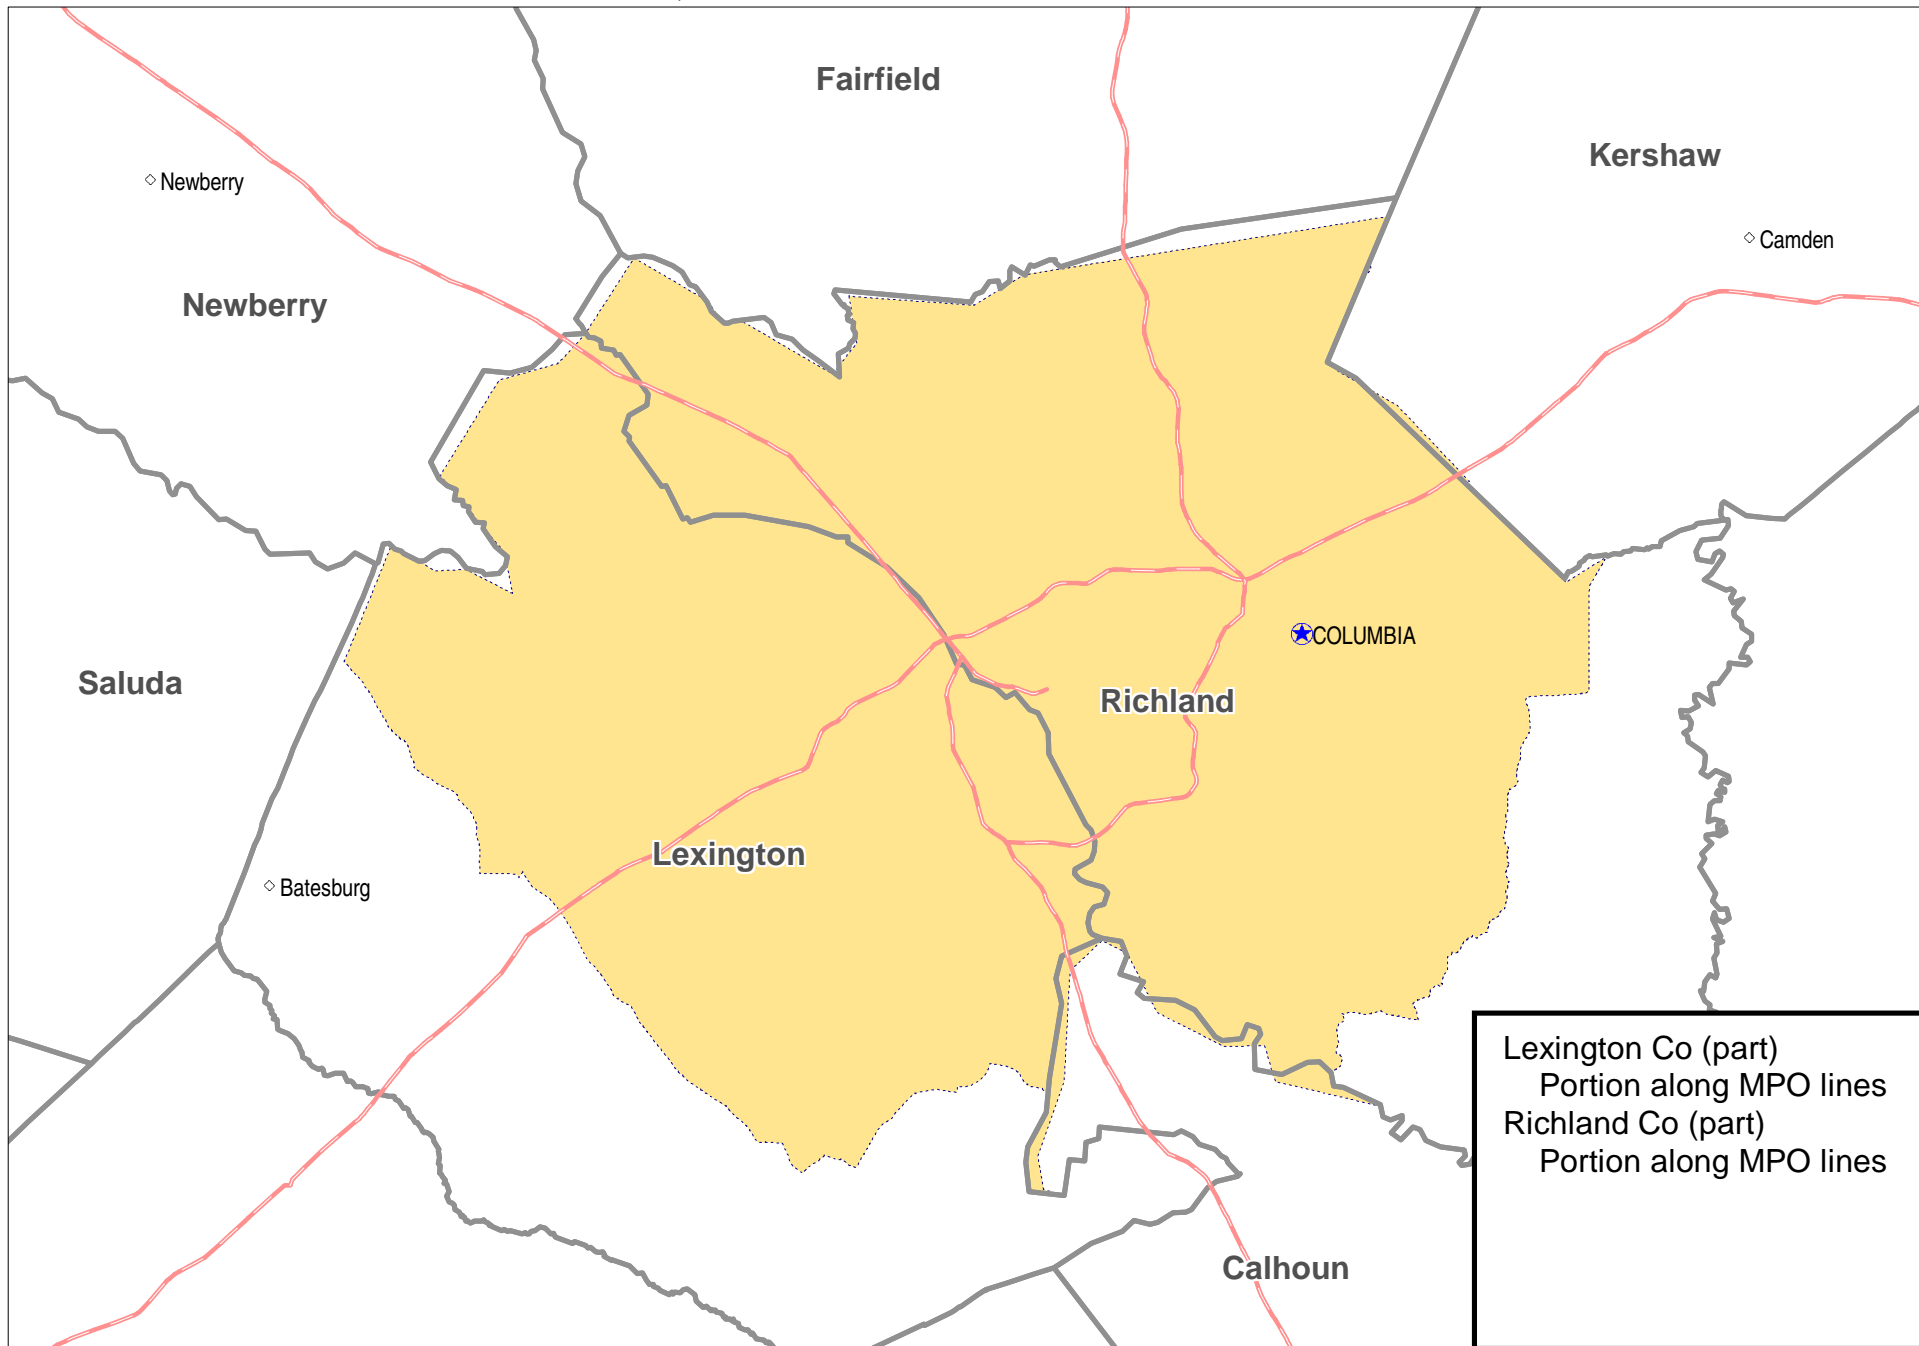 Fairfield
Kershaw
Newberry
Camden
Newberry
COLUMBIA
Saluda
Richland
Lexington
Batesburg
Lexington Co (part)
Portion along MPO lines
Richland Co (part)
Portion along MPO lines
Calhoun